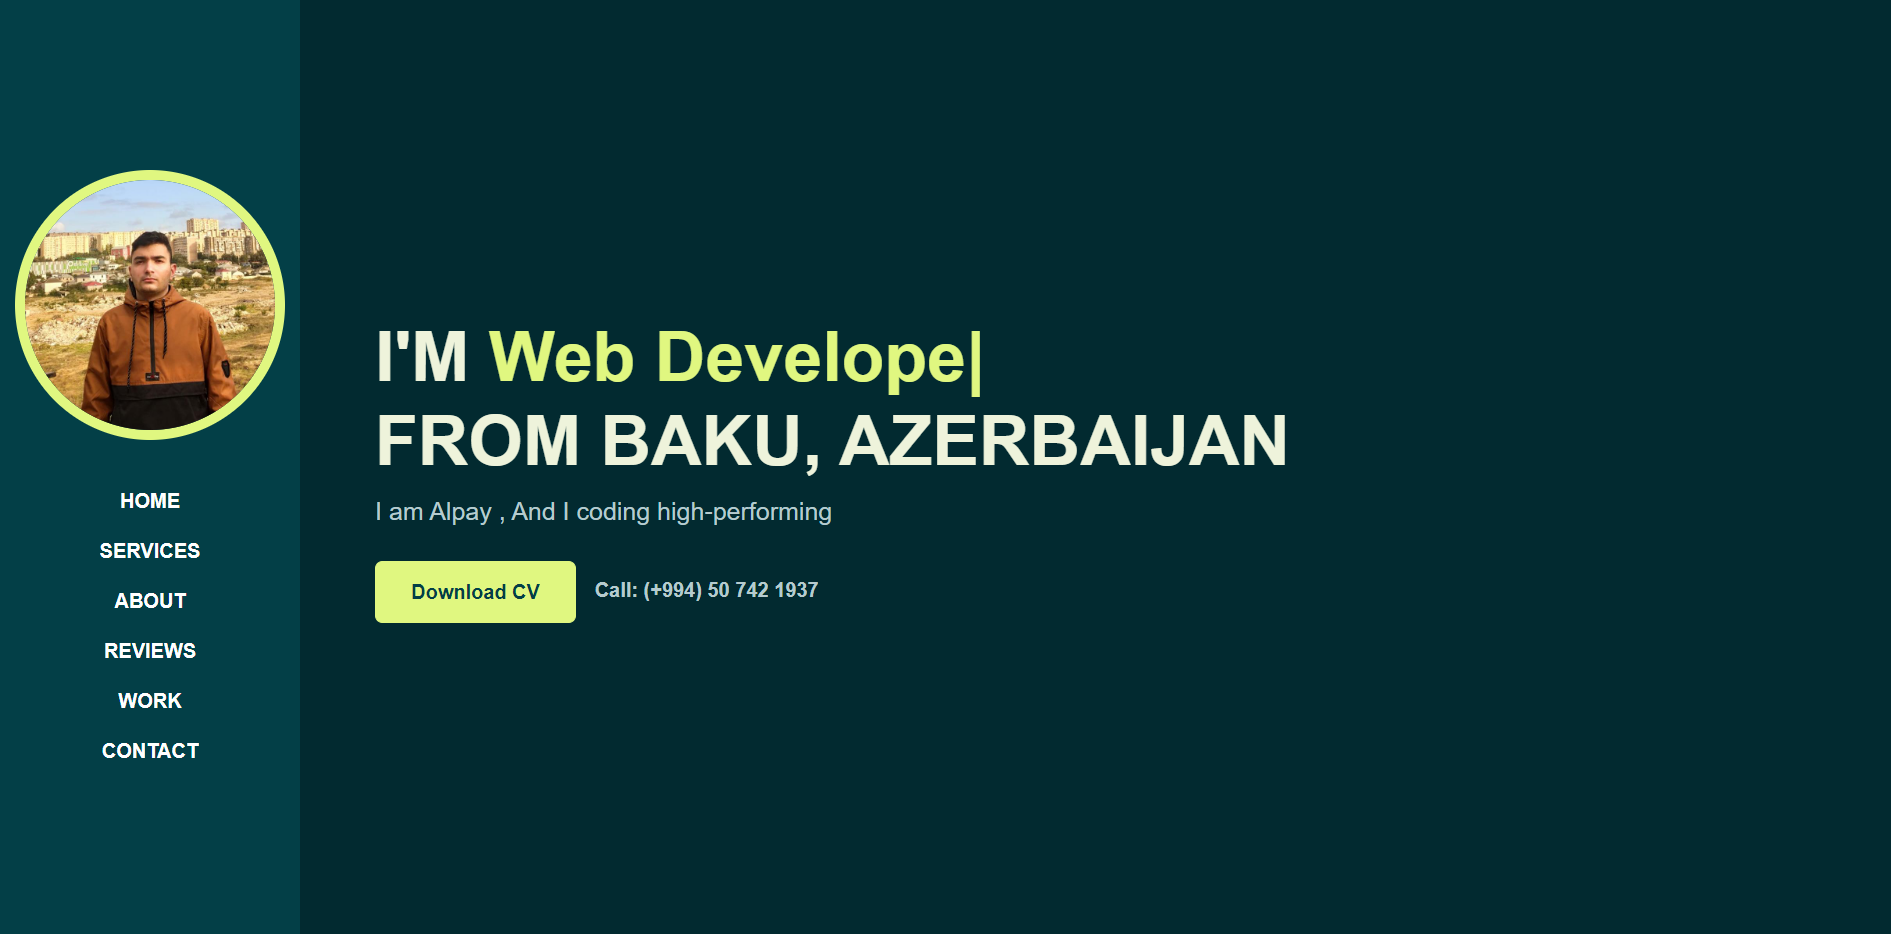 HOME
SERVICES
ABOUT
REVIEWS
WORK
CONTACT
I'M Web Develope|
FROM BAKU, AZERBAIJAN
I am Alpay , And I coding high-performing
Download CV
Call: (+994) 50 742 1937